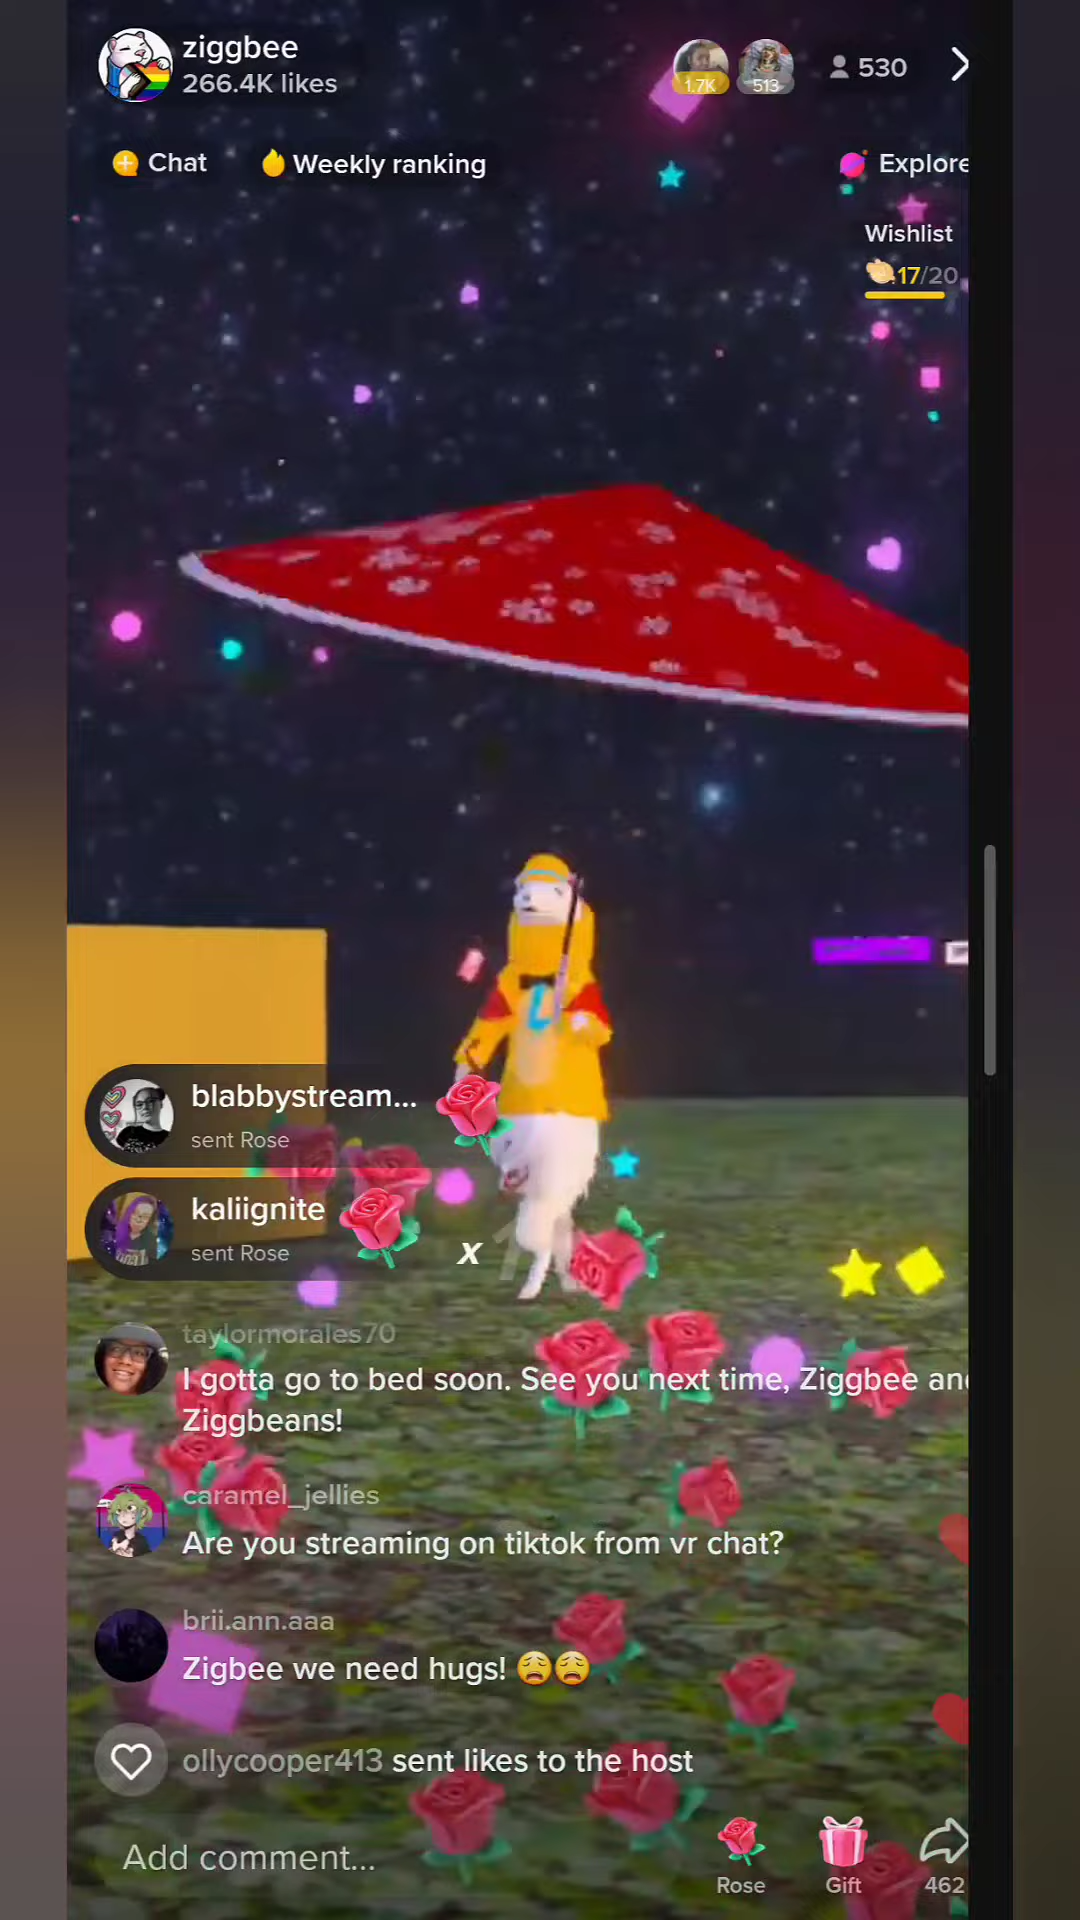 ziggbee
266.4K likes
1.7K
513
530
Chat
Weekly ranking
Explore
Wishlist
17/20
blabbystream...
sent Rose
kaliignite
sent Rose
x 1
taylormorales70
I gotta go to bed soon. See you next time, Ziggbee and
Ziggbeans!
caramel_jellies
Are you streaming on tiktok from vr chat?
brii.ann.aaa
Zigbee we need hugs! 😩😩
ollycooper413 sent likes to the host
Add comment...
Rose
Gift
462